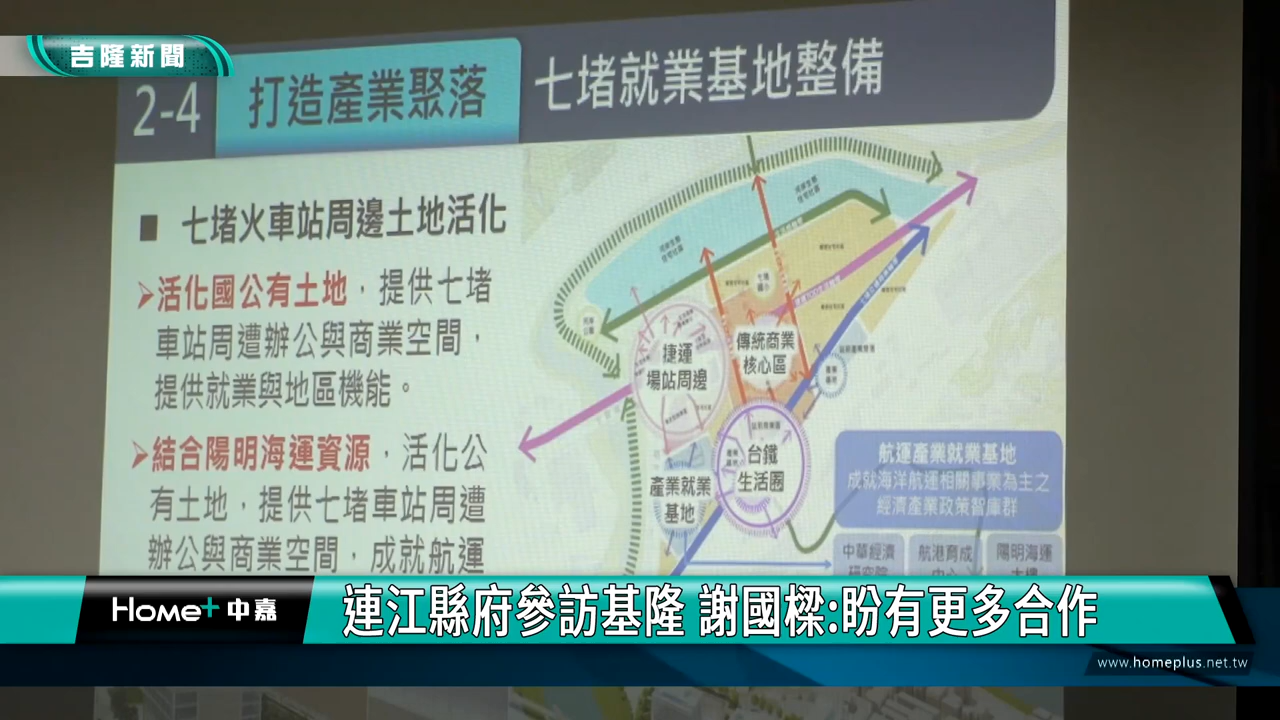 吉隆新聞
2-4
打造產業聚落
七堵就業基地整備
■ 七堵火車站周邊土地活化
➤活化國公有土地，提供七堵
車站周遭辦公與商業空間，
提供就業與地區機能。
➤結合陽明海運資源，活化公
有土地，提供七堵車站周遭
辦公與商業空間，成就航運
捷運
場站周邊
傳統商業
核心區
台鐵
生活圈
產業就業
基地
航運產業就業基地
成就海洋航運相關事業為主之
經濟產業政策智庫群
中華經濟
研究院
航港育成
中心
陽明海運
大樓
Home+ 中嘉
連江縣府參訪基隆 謝國樑:盼有更多合作
www.homeplus.net.tw